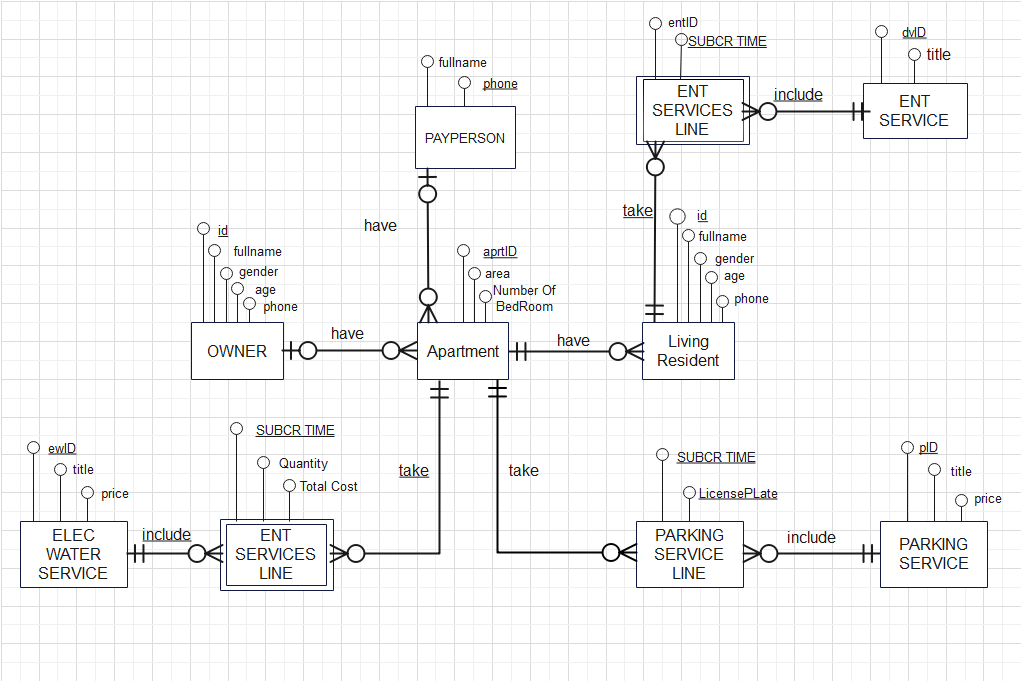 entID
SUBCR TIME
dvID
title
fullname
phone
ENT
SERVICES
LINE
include
ENT
SERVICE
PAYPERSON
take
have
id
fullname
gender
age
phone
id
fullname
gender
age
phone
aprtID
area
Number Of
BedRoom
OWNER
have
Apartment
have
Living
Resident
SUBCR TIME
Quantity
Total Cost
take
take
ewID
title
price
SUBCR TIME
LicensePLate
pID
title
price
ELEC
WATER
SERVICE
include
ENT
SERVICES
LINE
PARKING
SERVICE
LINE
include
PARKING
SERVICE